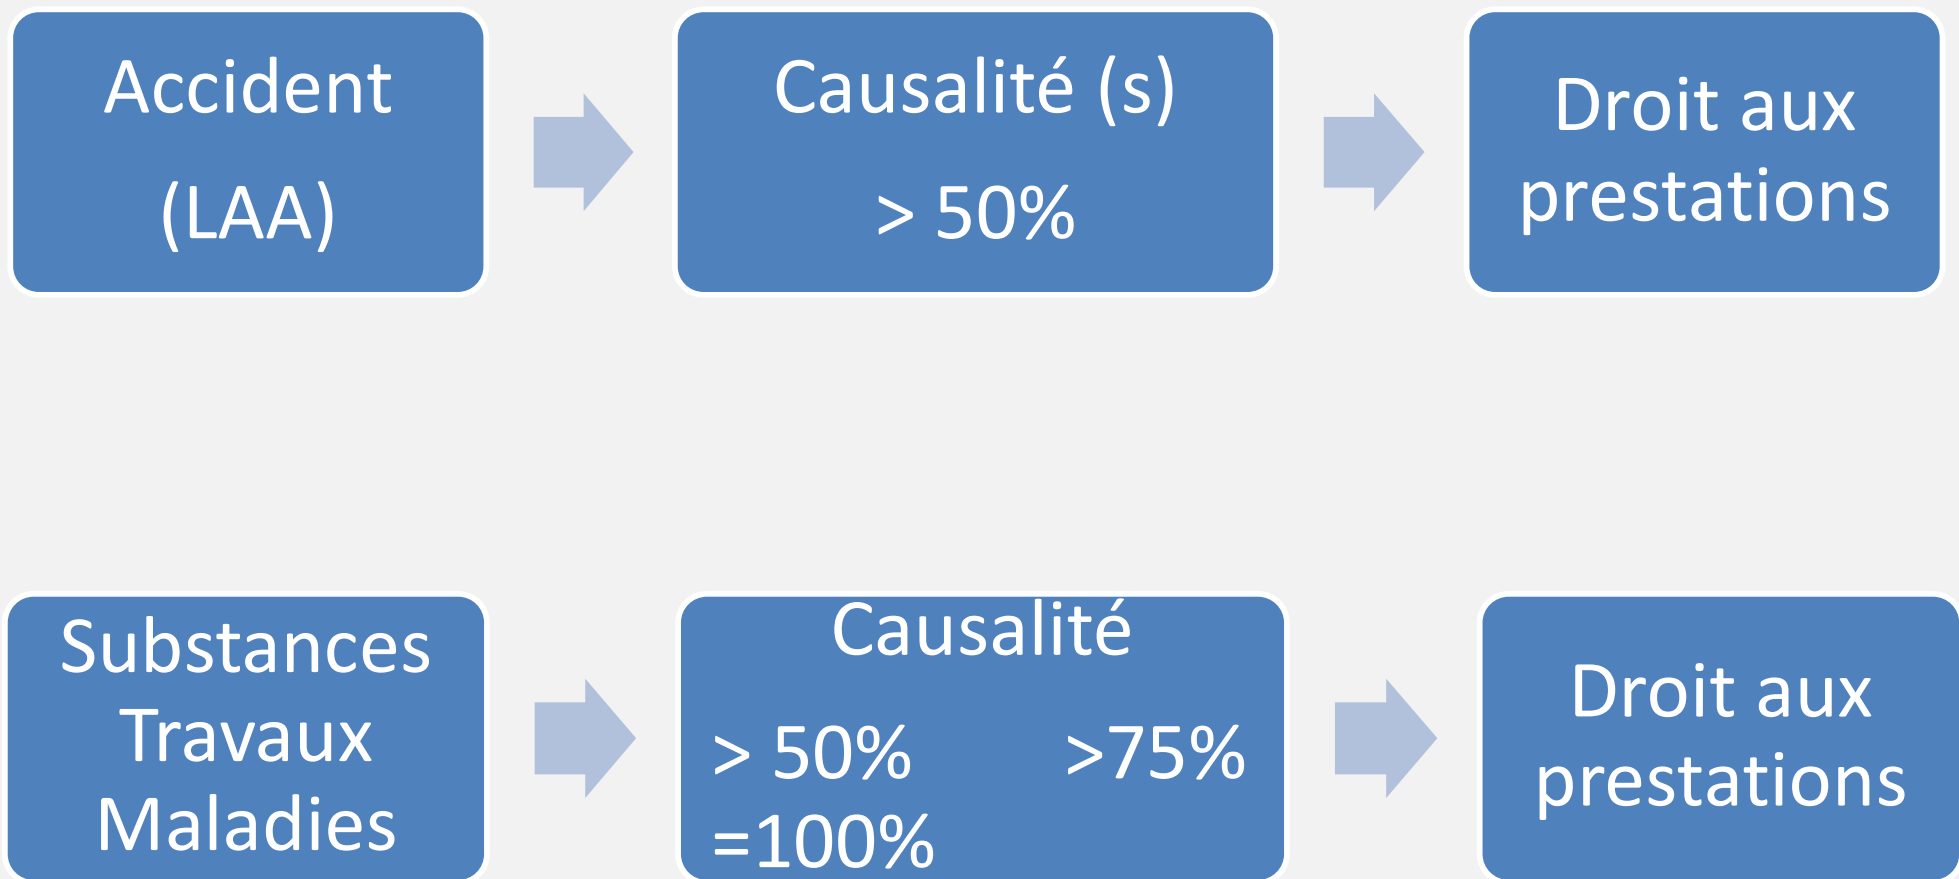 Accident
(LAA)
Causalité (s)
> 50%
Droit aux
prestations
Substances
Travaux
Maladies
Causalité
> 50% >75%
=100%
Droit aux
prestations